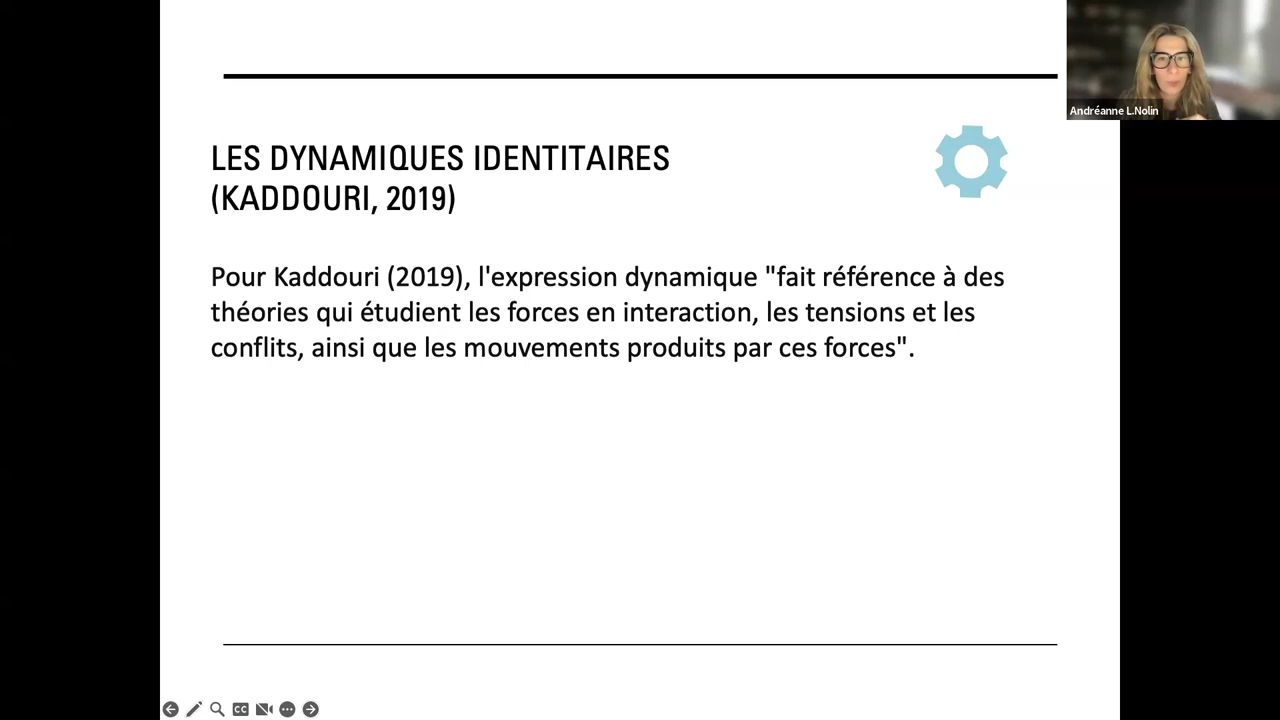 Andréanne L.Nolin
LES DYNAMIQUES IDENTITAIRES
(KADDOURI, 2019)
Pour Kaddouri (2019), l'expression dynamique "fait référence à des
théories qui étudient les forces en interaction, les tensions et les
conflits, ainsi que les mouvements produits par ces forces".
CC